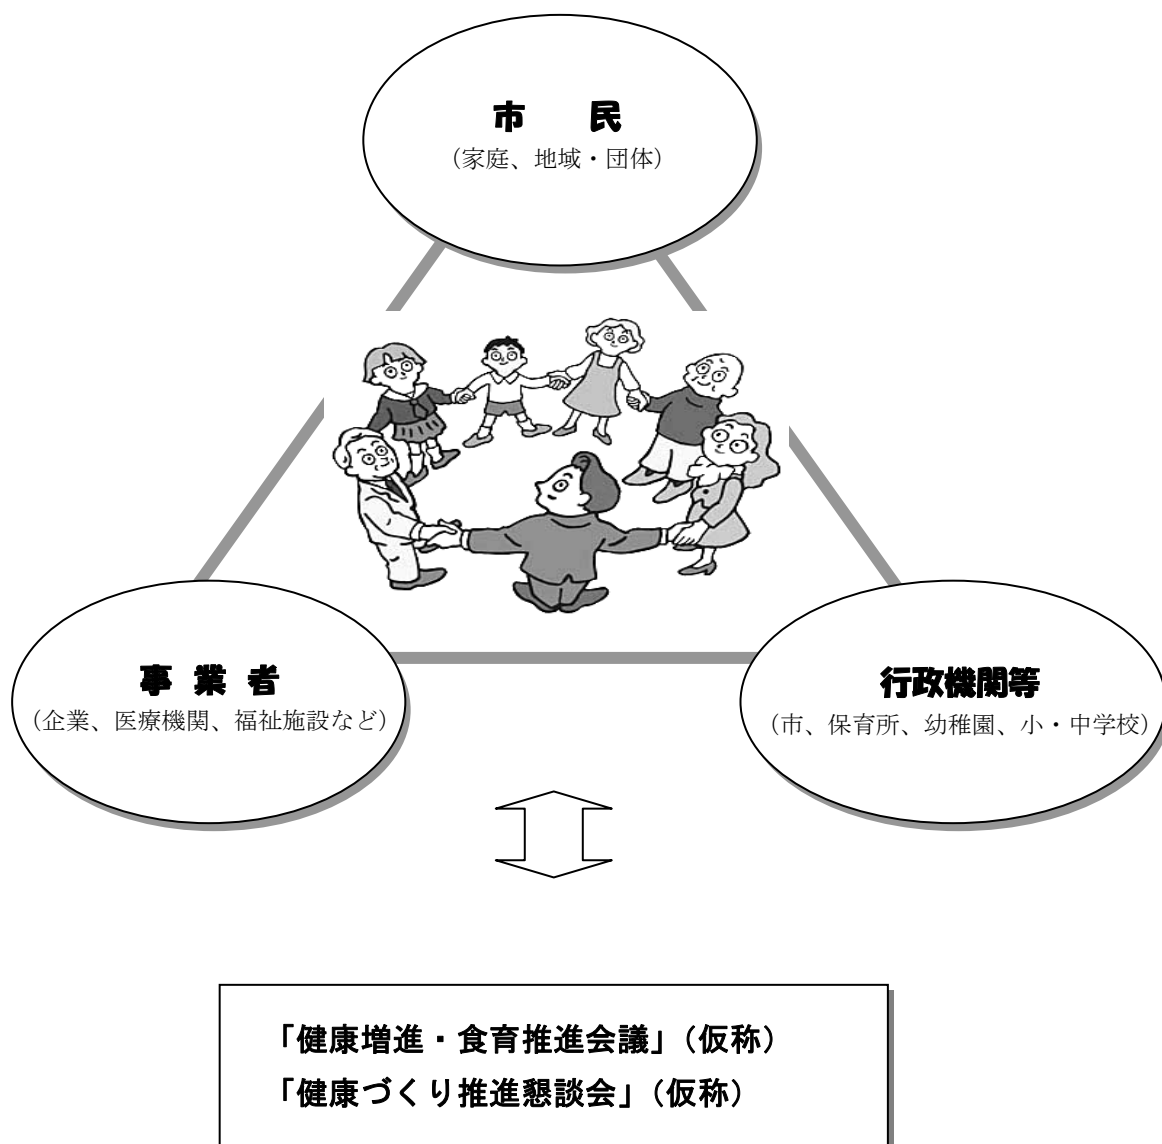 市　民
（家庭、地域・団体）
事 業 者
（企業、医療機関、福祉施設など）
行政機関等
（市、保育所、幼稚園、小・中学校）
「健康増進・食育推進会議」（仮称）
「健康づくり推進懇談会」（仮称）